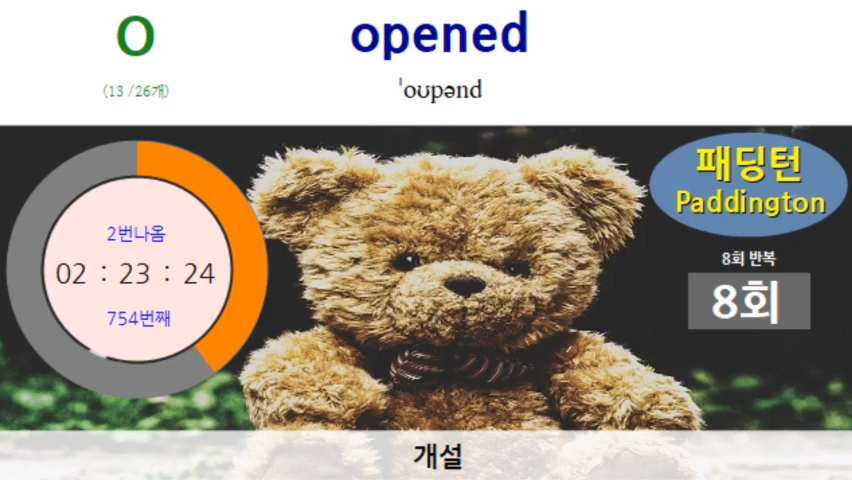 O
opened
(13 /26개)
ˈoʊpənd
패딩턴
Paddington
2번나옴
02 : 23 : 24
754번째
8회 반복
8회
개설